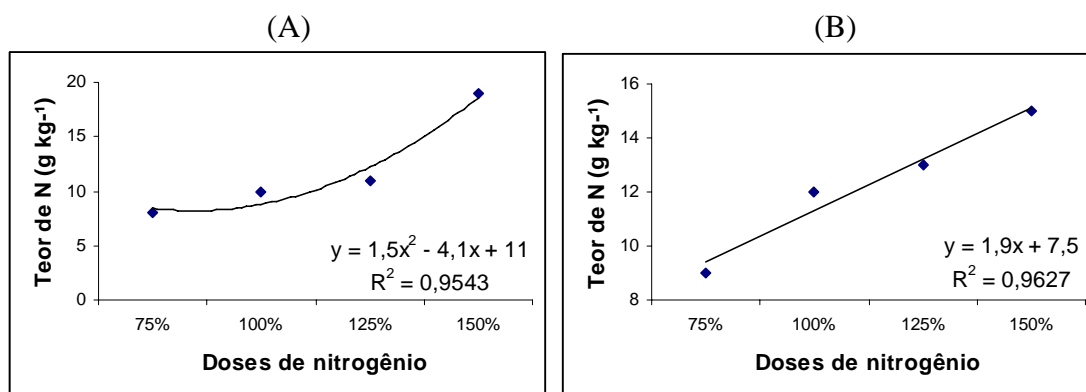 (A)
Teor de N (g kg-¹)
20
15
10
5
0
y = 1,5x² - 4,1x + 11
R² = 0,9543
75% 100% 125% 150%
Doses de nitrogênio
(B)
Teor de N (g kg-¹)
16
14
12
10
8
y = 1,9x + 7,5
R² = 0,9627
75% 100% 125% 150%
Doses de nitrogênio